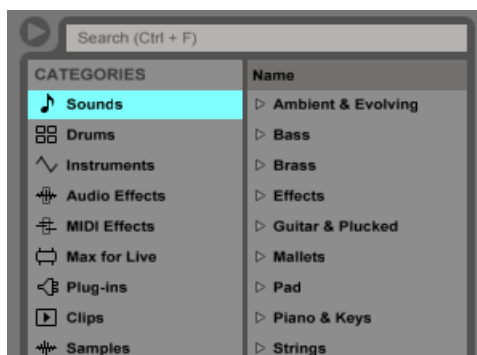 Search (Ctrl + F)
CATEGORIES
Sounds
Drums
Instruments
Audio Effects
MIDI Effects
Max for Live
Plug-ins
Clips
Samples
Name
Ambient & Evolving
Bass
Brass
Effects
Guitar & Plucked
Mallets
Pad
Piano & Keys
Strings